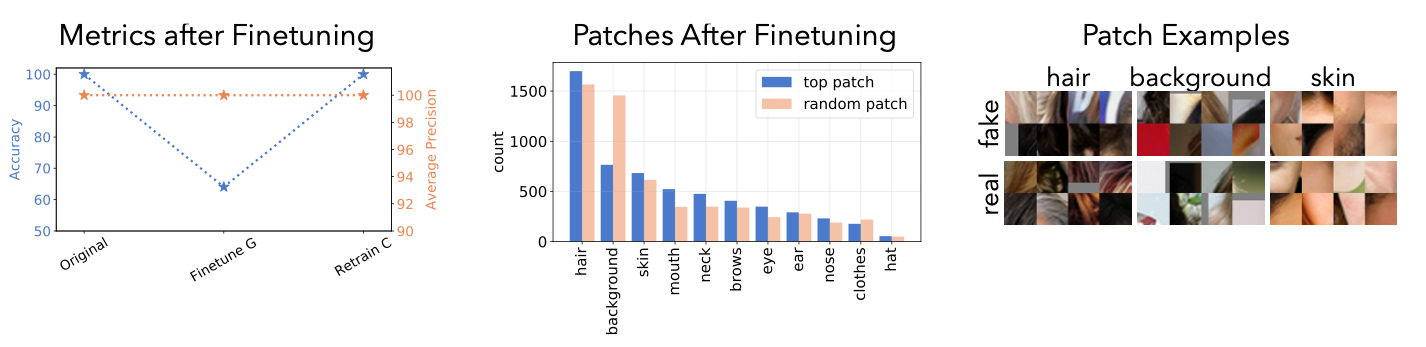 Metrics after Finetuning
100
90
80
70
60
50
Accuracy
100
98
96
94
92
90
Average Precision
Original
Finetune G
Retrain C
Patches After Finetuning
1500
1000
500
0
count
top patch
random patch
hair
background
skin
mouth
neck
brows
eye
ear
nose
clothes
hat
Patch Examples
hair background skin
fake
real